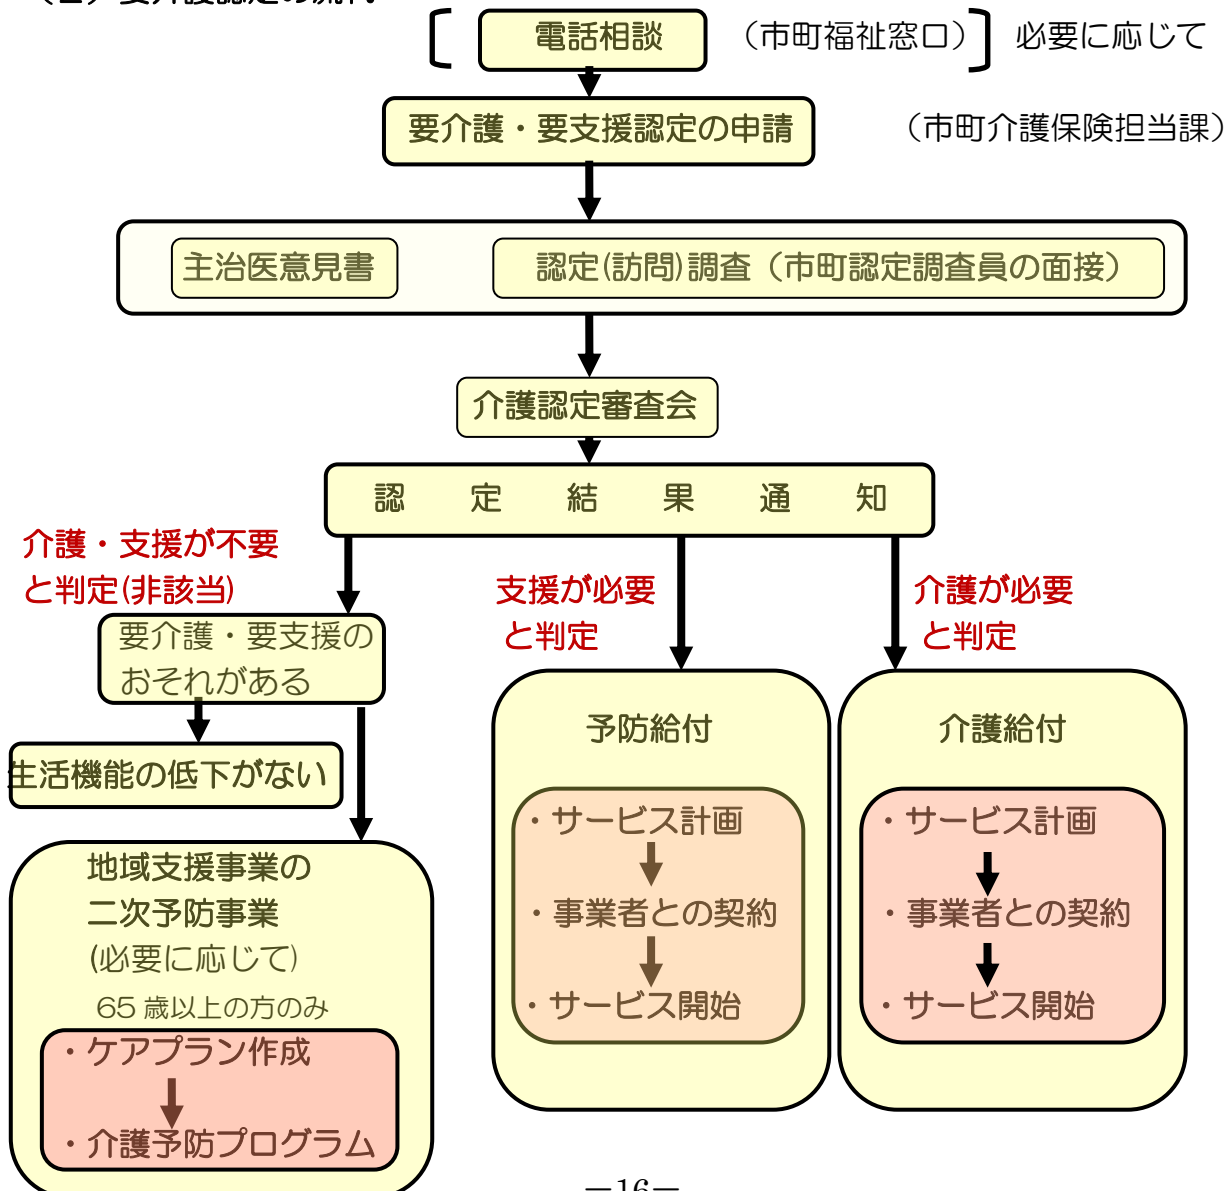 電話相談 （市町福祉窓口） 必要に応じて
要介護・要支援認定の申請 （市町介護保険担当課）
主治医意見書 認定(訪問)調査（市町認定調査員の面接）
介護認定審査会
認 定 結 果 通 知
介護・支援が不要
と判定(非該当)
要介護・要支援の
おそれがある
生活機能の低下がない
地域支援事業の
二次予防事業
(必要に応じて)
65 歳以上の方のみ
・ケアプラン作成
・介護予防プログラム
支援が必要
と判定
予防給付
・サービス計画
・事業者との契約
・サービス開始
介護が必要
と判定
介護給付
・サービス計画
・事業者との契約
・サービス開始
－16－